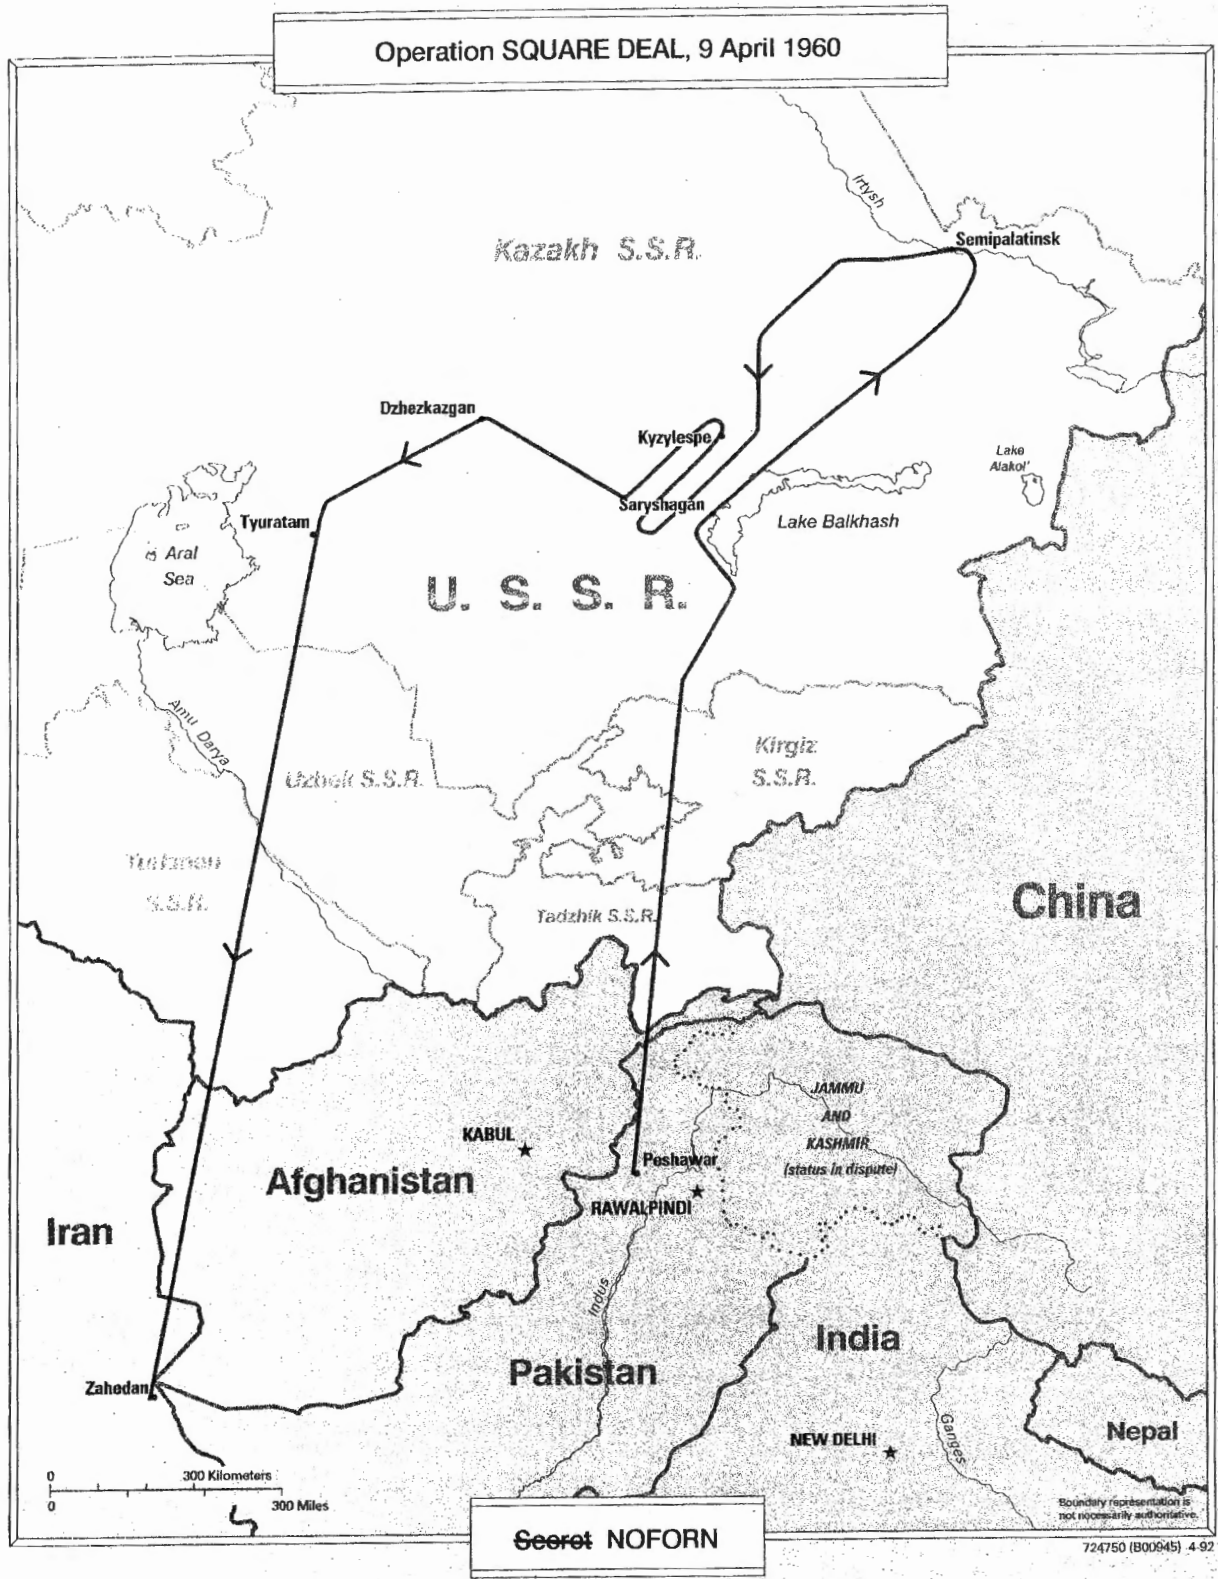 Operation SQUARE DEAL, 9 April 1960
Irtysh
Semipalatinsk
Kazakh S.S.R.
Dzhezkazgan
Kyzylespe
Lake
Alakol'
Saryshagan
Tyuratam
Lake Balkhash
Aral
Sea
U. S. S. R.
Amu Darya
Kirgiz
S.S.R.
Uzbek S.S.R.
Turkmen
S.S.R.
China
Tadzhik S.S.R.
JAMMU
AND
KASHMIR
(status in dispute)
KABUL
Peshawar
Afghanistan
RAWALPINDI
Iran
Indus
India
Pakistan
Zahedan
Ganges
Nepal
NEW DELHI
0 300 Kilometers
0 300 Miles
Boundary representation is
not necessarily authoritative.
Secret NOFORN
724750 (B00945) 4-92